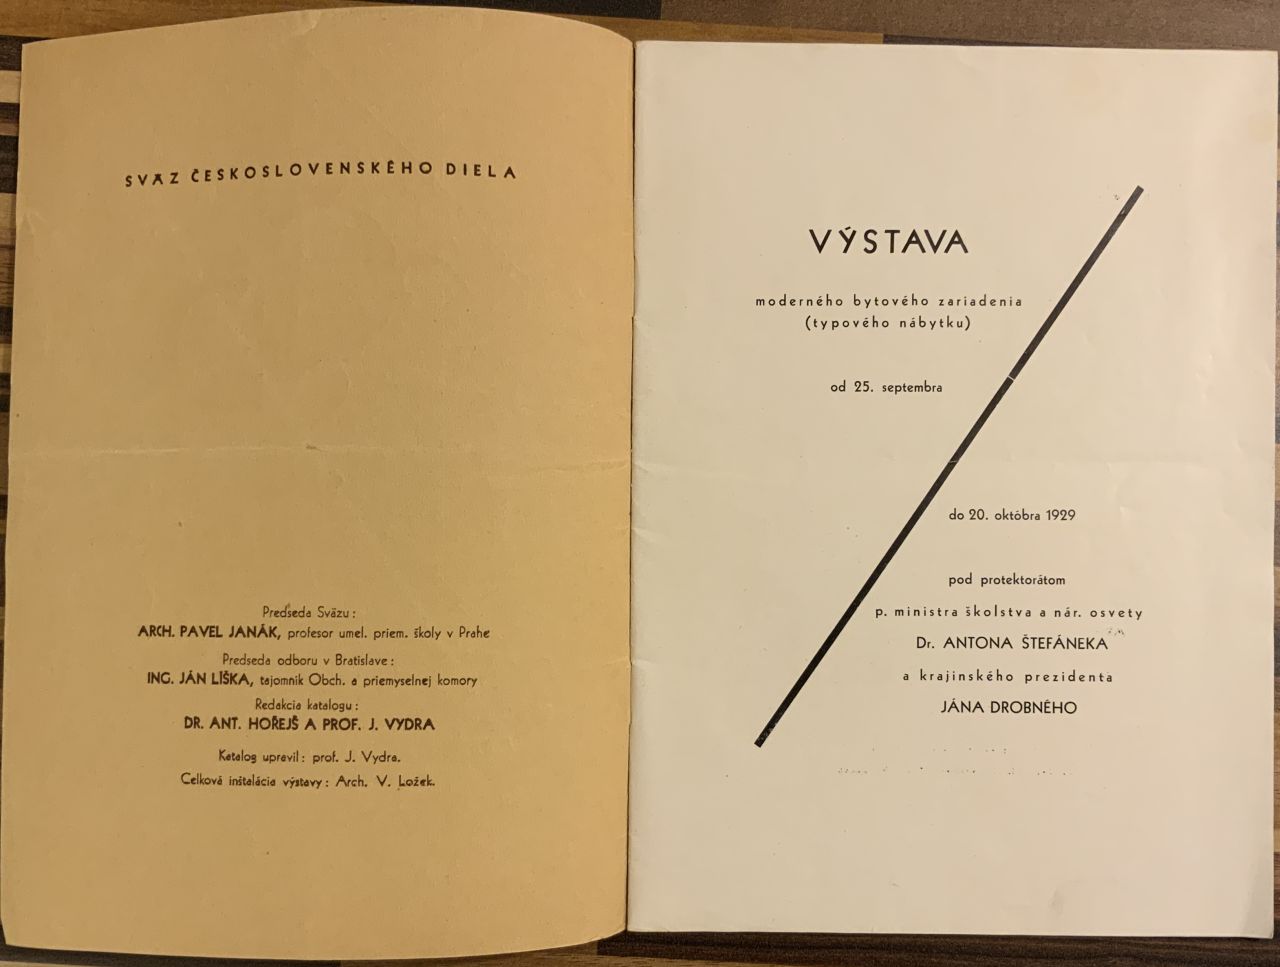 SVÄZ ČESKOSLOVENSKÉHO DIELA
Predseda Sväzu:
ARCH. PAVEL JANÁK, profesor umel. priem. školy v Prahe
Predseda odboru v Bratislave:
ING. JÁN LÍŠKA, tajomník Obch. a priemyselnej komory
Redakcia katalogu:
DR. ANT. HOŘEJŠ A PROF. J. VYDRA
Katalog upravil: prof. J. Vydra.
Celková inštalácia výstavy: Arch. V. Ložek.
VÝSTAVA
moderného bytového zariadenia
(typového nábytku)
od 25. septembra
do 20. októbra 1929
pod protektorátom
p. ministra školstva a nár. osvety
Dr. ANTONA ŠTEFÁNEKA
a krajinského prezidenta
JÁNA DROBNÉHO